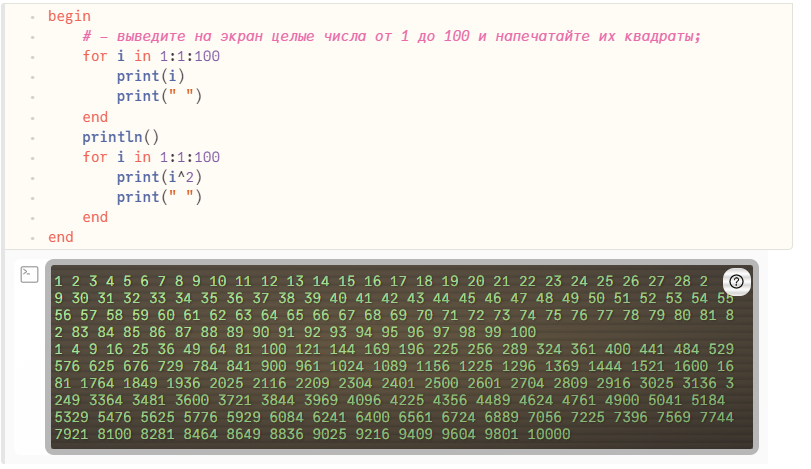 begin
# – выведите на экран целые числа от 1 до 100 и напечатайте их квадраты;
for i in 1:1:100
print(i)
print(" ")
end
println()
for i in 1:1:100
print(i^2)
print(" ")
end
end
1 2 3 4 5 6 7 8 9 10 11 12 13 14 15 16 17 18 19 20 21 22 23 24 25 26 27 28 2
9 30 31 32 33 34 35 36 37 38 39 40 41 42 43 44 45 46 47 48 49 50 51 52 53 54 55
56 57 58 59 60 61 62 63 64 65 66 67 68 69 70 71 72 73 74 75 76 77 78 79 80 81 8
2 83 84 85 86 87 88 89 90 91 92 93 94 95 96 97 98 99 100
1 4 9 16 25 36 49 64 81 100 121 144 169 196 225 256 289 324 361 400 441 484 529
576 625 676 729 784 841 900 961 1024 1089 1156 1225 1296 1369 1444 1521 1600 16
81 1764 1849 1936 2025 2116 2209 2304 2401 2500 2601 2704 2809 2916 3025 3136 3
249 3364 3481 3600 3721 3844 3969 4096 4225 4356 4489 4624 4761 4900 5041 5184
5329 5476 5625 5776 5929 6084 6241 6400 6561 6724 6889 7056 7225 7396 7569 7744
7921 8100 8281 8464 8649 8836 9025 9216 9409 9604 9801 10000